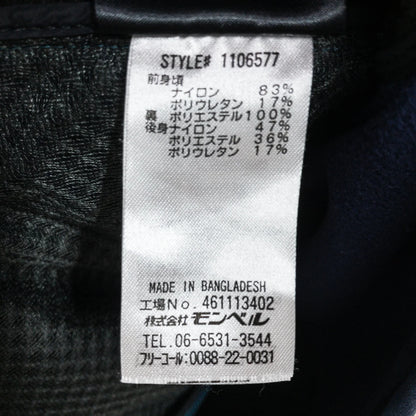 STYLE# 1106577
前身頃
ナイロン 83%
ポリウレタン 17%
裏 ポリエステル100%
後身ナイロン 47%
ポリエステル 36%
ポリウレタン 17%
MADE IN BANGLADESH
工場No. 461113402
株式会社 モンベル
TEL.06-6531-3544
フリーコール:0088-22-0031